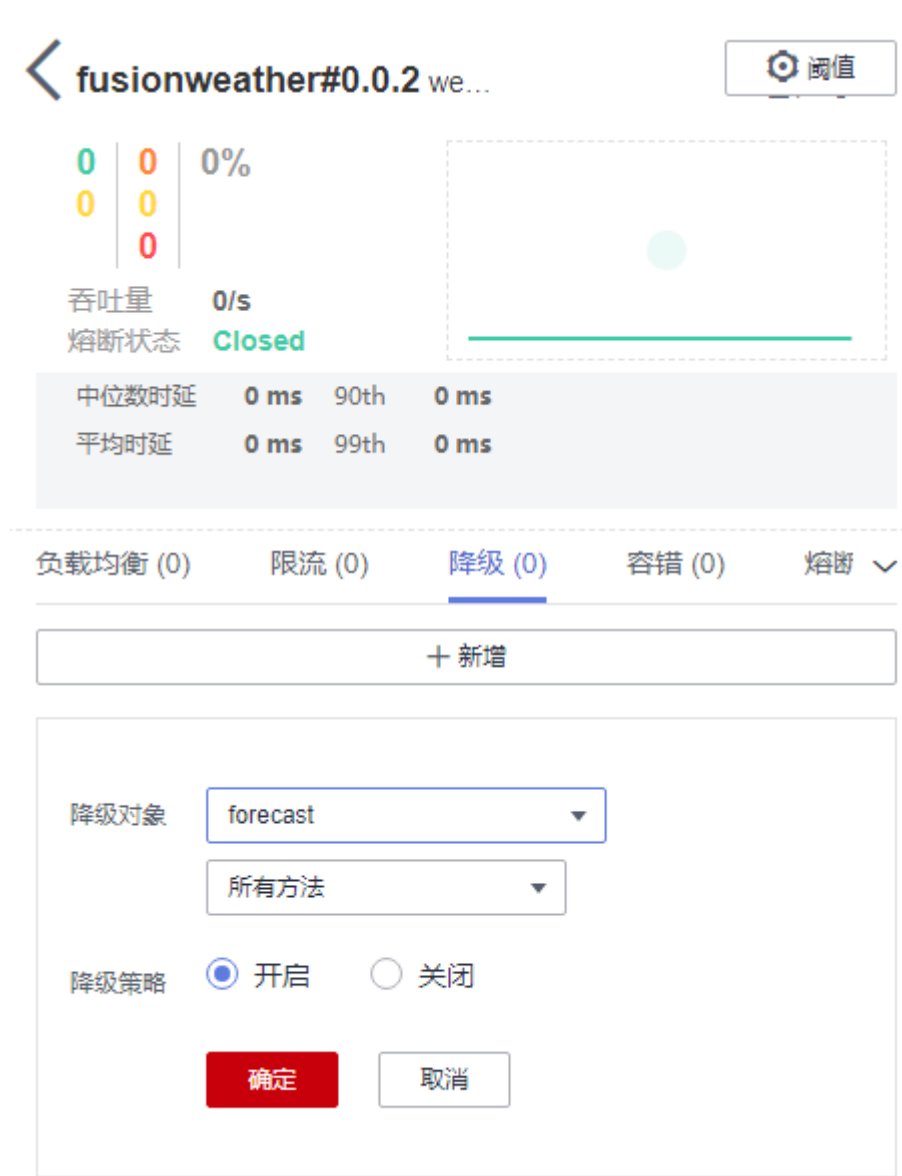 fusionweather#0.0.2 we...
阈值
0 0 0%
0 0
0
吞吐量 0/s
熔断状态 Closed
中位数时延 0 ms 90th 0 ms
平均时延 0 ms 99th 0 ms
负载均衡 (0) 限流 (0) 降级 (0) 容错 (0) 熔断
新增
降级对象 forecast
所有方法
降级策略 开启 关闭
确定 取消